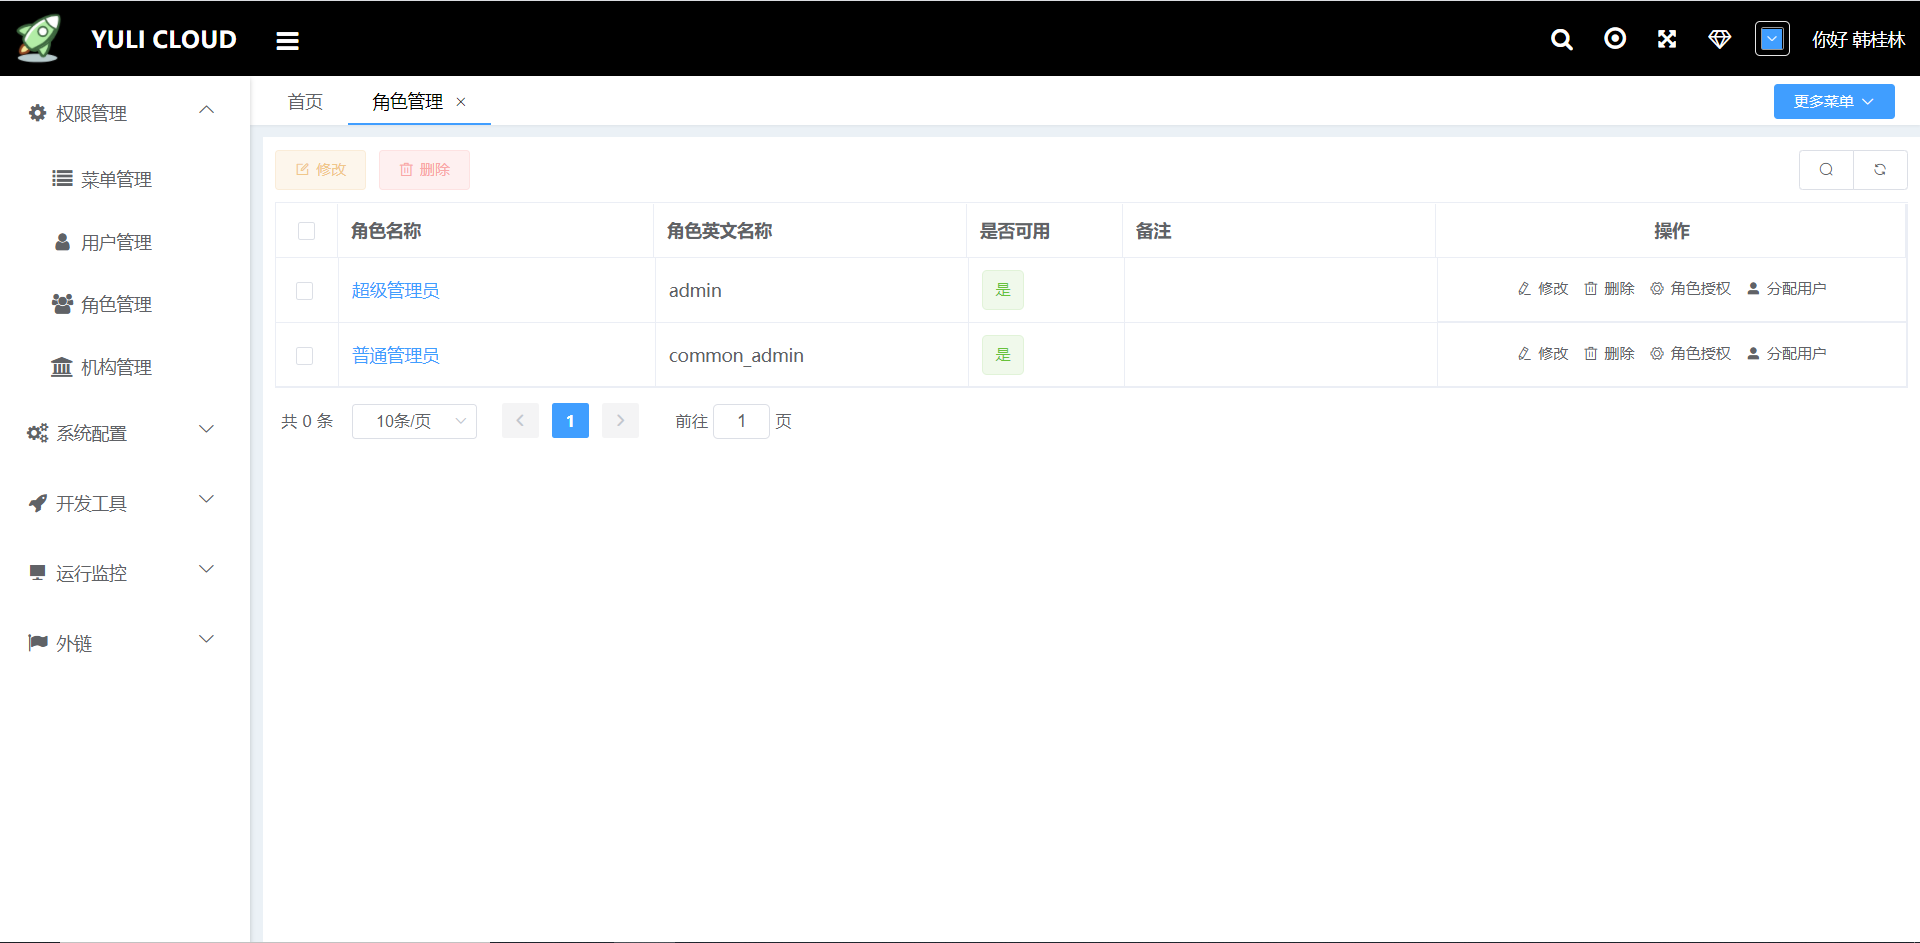 YULI CLOUD
你好 韩桂林
权限管理
菜单管理
用户管理
角色管理
机构管理
系统配置
开发工具
运行监控
外链
首页 角色管理
更多菜单
修改 删除
角色名称 角色英文名称 是否可用 备注 操作
超级管理员 admin 是 修改 删除 角色授权 分配用户
普通管理员 common_admin 是 修改 删除 角色授权 分配用户
共 0 条 10条/页 1 前往 1 页